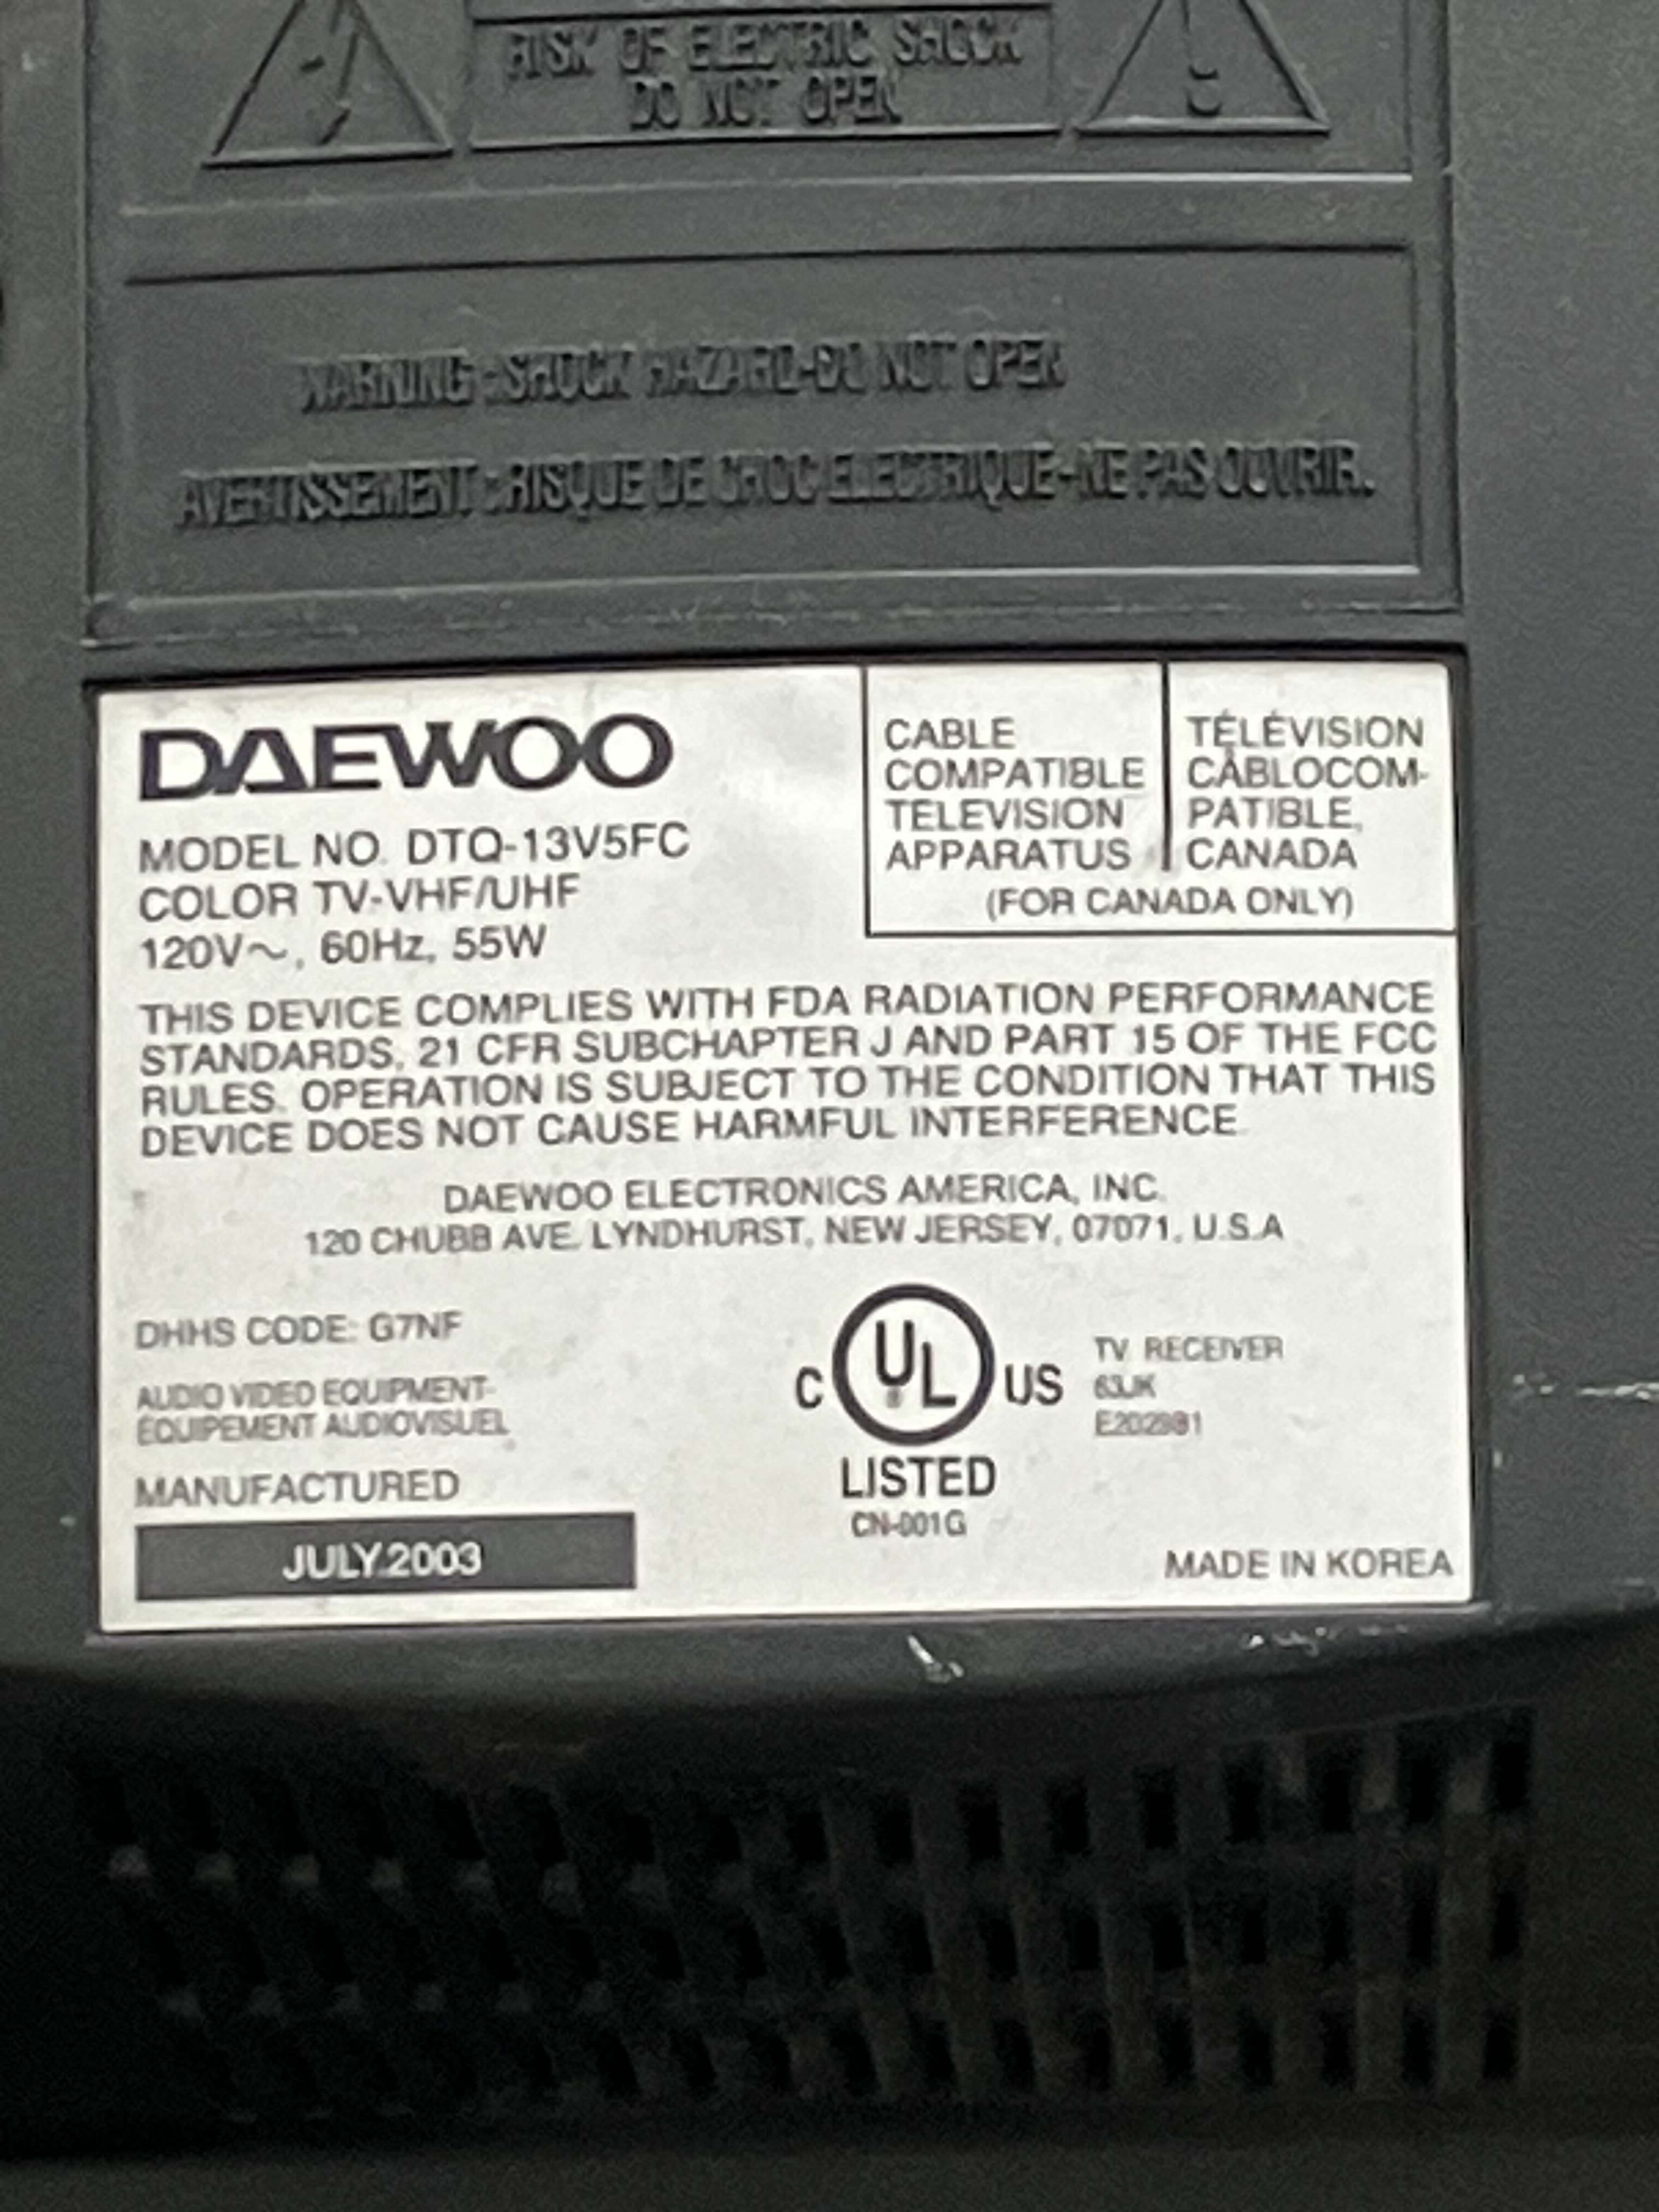 RISK OF ELECTRIC SHOCK
DO NOT OPEN
WARNING : SHOCK HAZARD-DO NOT OPEN
AVERTISSEMENT : RISQUE DE CHOC ELECTRIQUE-NE PAS OUVRIR.
DAEWOO
MODEL NO. DTQ-13V5FC
COLOR TV-VHF/UHF
120V~, 60Hz, 55W
CABLE
COMPATIBLE
TELEVISION
APPARATUS
TÉLÉVISION
CÂBLOCOM-
PATIBLE,
CANADA
(FOR CANADA ONLY)
THIS DEVICE COMPLIES WITH FDA RADIATION PERFORMANCE
STANDARDS, 21 CFR SUBCHAPTER J AND PART 15 OF THE FCC
RULES. OPERATION IS SUBJECT TO THE CONDITION THAT THIS
DEVICE DOES NOT CAUSE HARMFUL INTERFERENCE
DAEWOO ELECTRONICS AMERICA, INC.
120 CHUBB AVE. LYNDHURST, NEW JERSEY, 07071, U.S.A
DHHS CODE: G7NF
AUDIO VIDEO EQUIPMENT-
EQUIPEMENT AUDIOVISUEL
MANUFACTURED
JULY.2003
C UL US
LISTED
CN-001G
TV RECEIVER
63JK
MADE IN KOREA